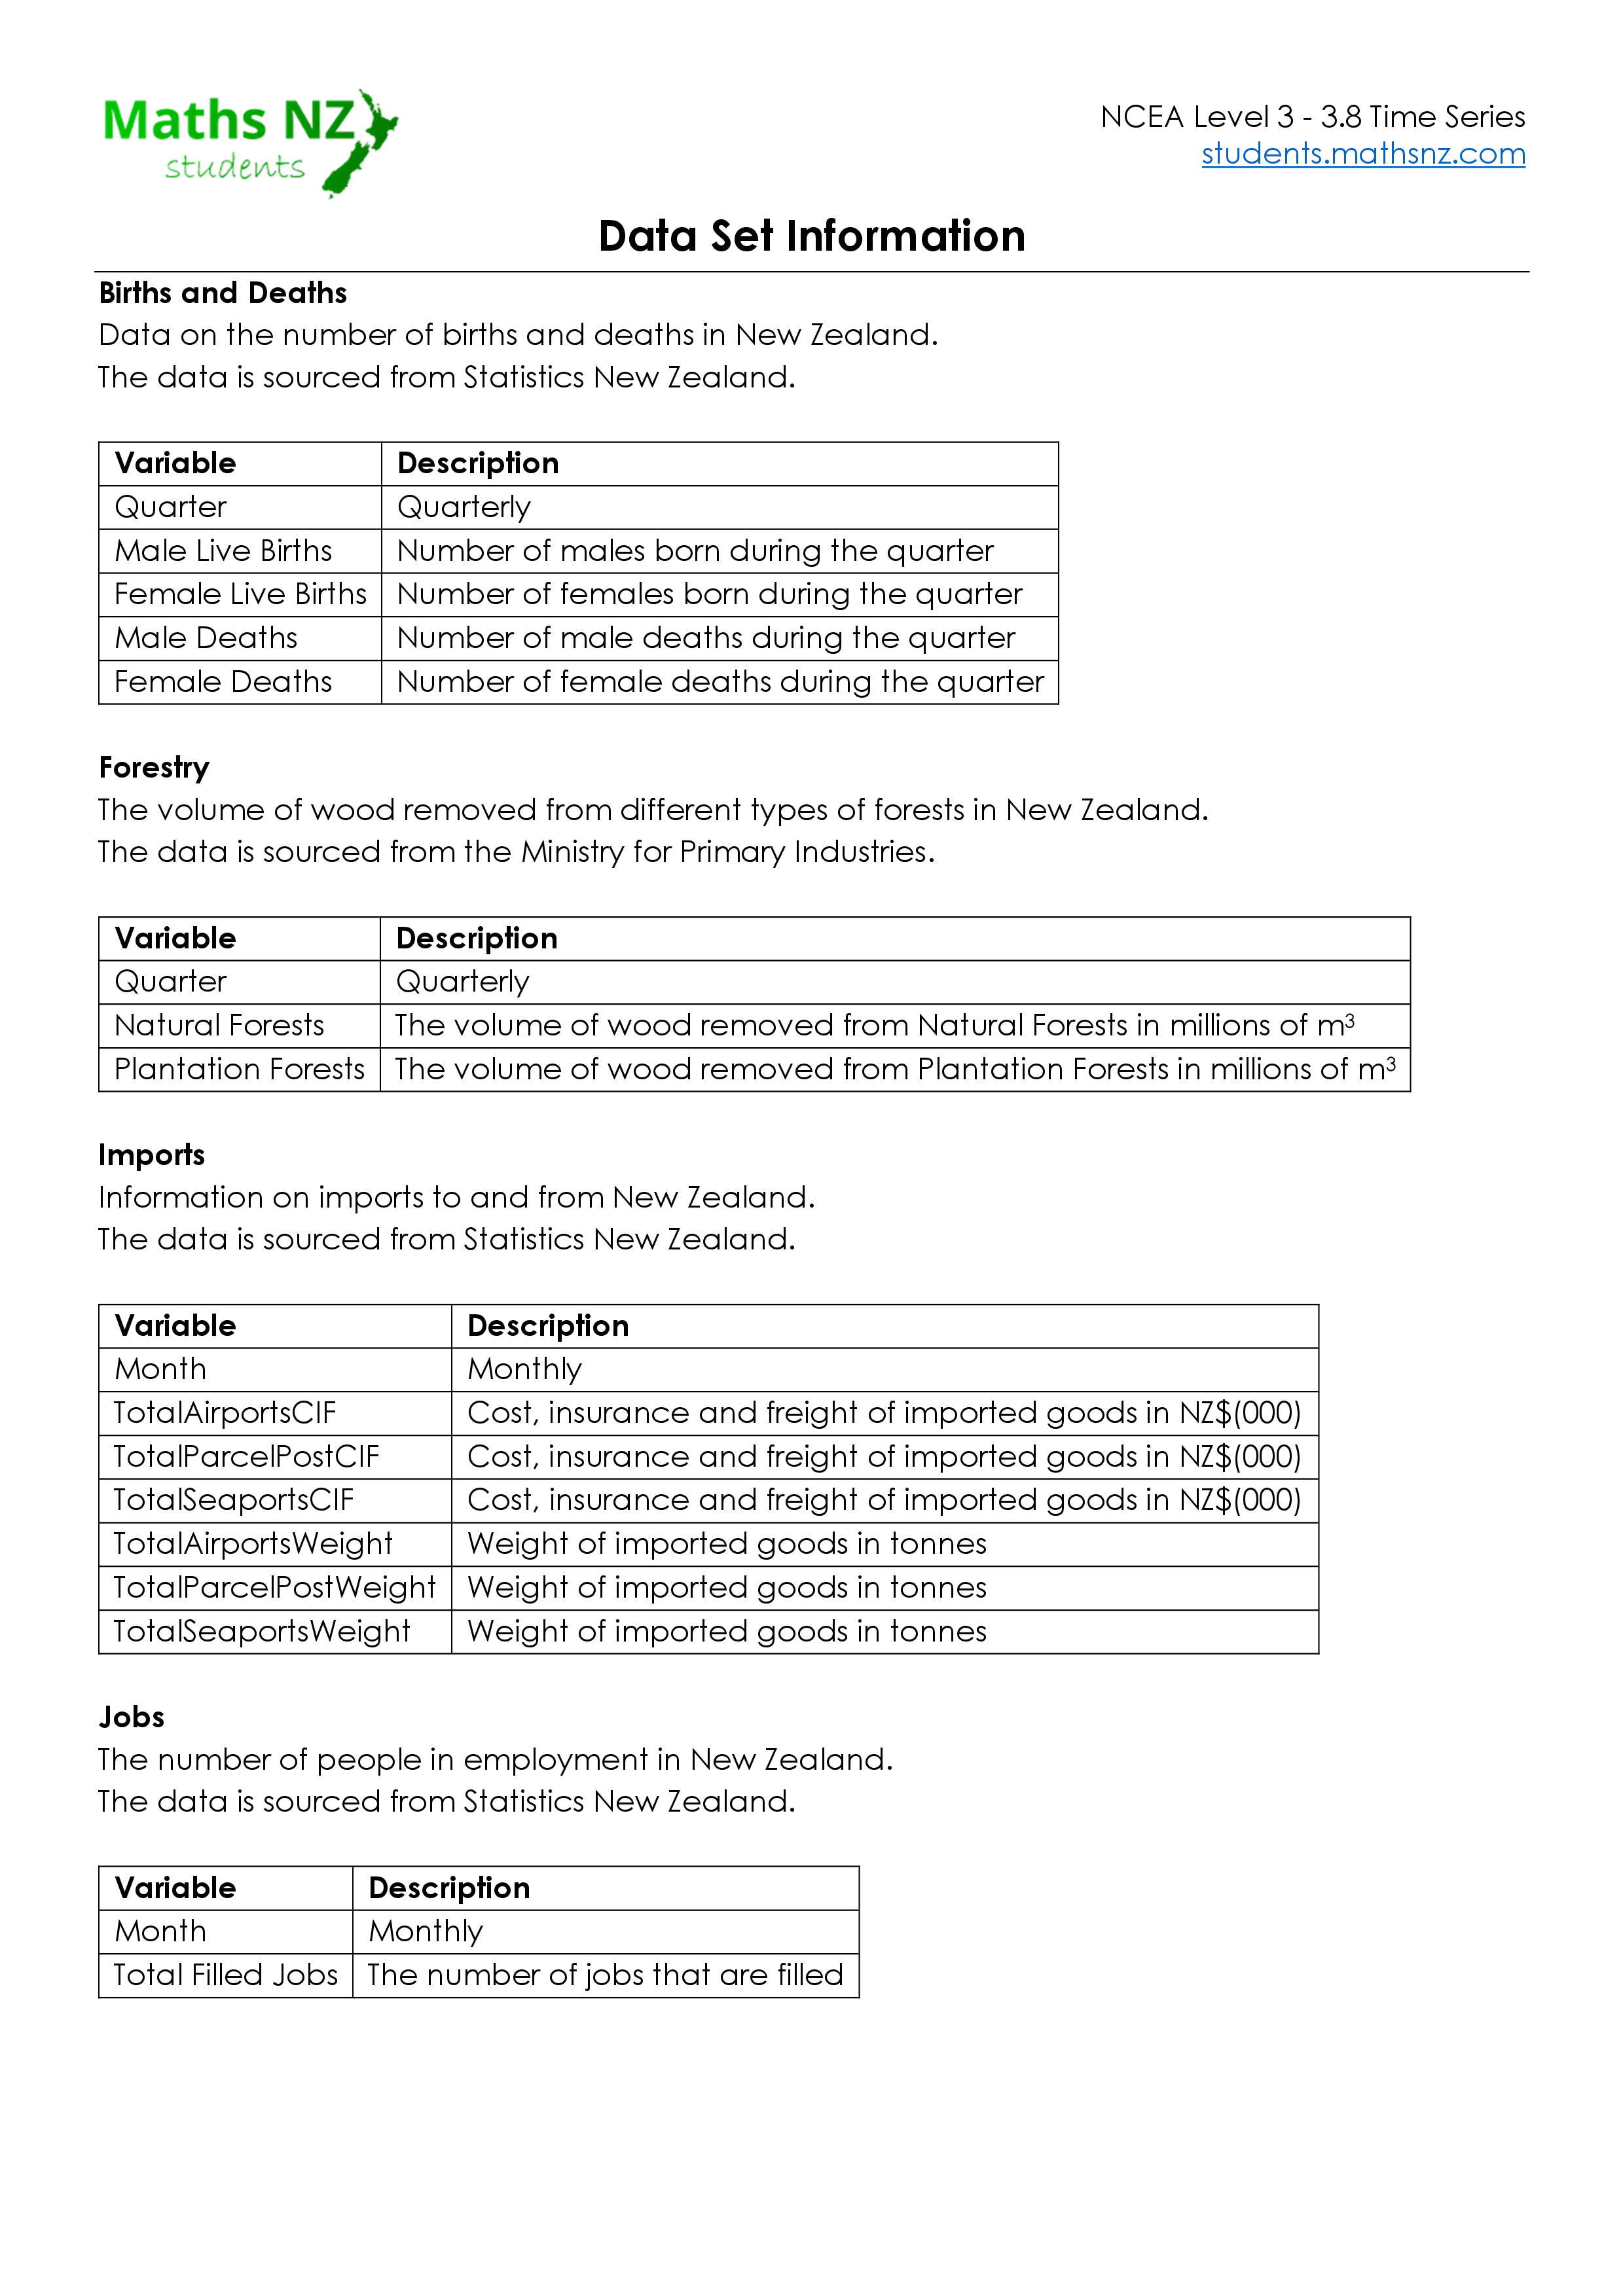 Maths NZ
students
NCEA Level 3 - 3.8 Time Series
students.mathsnz.com
Data Set Information
Births and Deaths
Data on the number of births and deaths in New Zealand.
The data is sourced from Statistics New Zealand.
Variable Description
Quarter Quarterly
Male Live Births Number of males born during the quarter
Female Live Births Number of females born during the quarter
Male Deaths Number of male deaths during the quarter
Female Deaths Number of female deaths during the quarter
Forestry
The volume of wood removed from different types of forests in New Zealand.
The data is sourced from the Ministry for Primary Industries.
Variable Description
Quarter Quarterly
Natural Forests The volume of wood removed from Natural Forests in millions of m³
Plantation Forests The volume of wood removed from Plantation Forests in millions of m³
Imports
Information on imports to and from New Zealand.
The data is sourced from Statistics New Zealand.
Variable Description
Month Monthly
TotalAirportsCIF Cost, insurance and freight of imported goods in NZ$(000)
TotalParcelPostCIF Cost, insurance and freight of imported goods in NZ$(000)
TotalSeaportsCIF Cost, insurance and freight of imported goods in NZ$(000)
TotalAirportsWeight Weight of imported goods in tonnes
TotalParcelPostWeight Weight of imported goods in tonnes
TotalSeaportsWeight Weight of imported goods in tonnes
Jobs
The number of people in employment in New Zealand.
The data is sourced from Statistics New Zealand.
Variable Description
Month Monthly
Total Filled Jobs The number of jobs that are filled